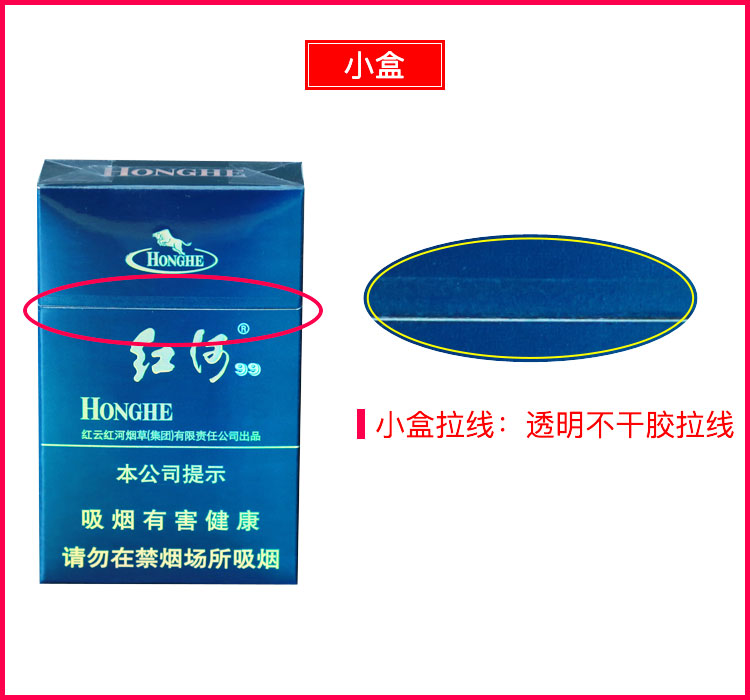 小盒
HONGHE
HONGHE
红河®99
HONGHE
红云红河烟草(集团)有限责任公司出品
本公司提示
吸烟有害健康
请勿在禁烟场所吸烟
小盒拉线：透明不干胶拉线